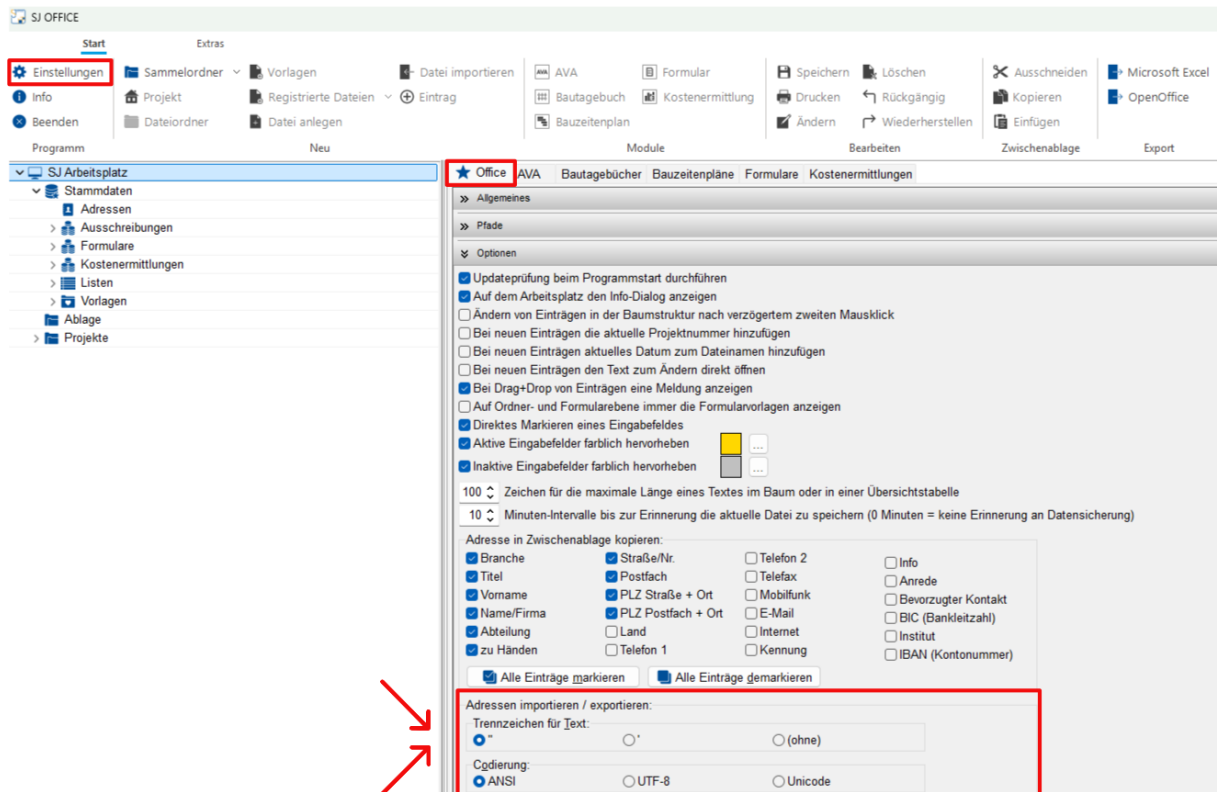 SJ OFFICE
Start Extras
Einstellungen Sammelordner Vorlagen Datei importieren AVA Formular Speichern Löschen Ausschneiden Microsoft Excel
Info Projekt Registrierte Dateien Eintrag Bautagebuch Kostenermittlung Drucken Rückgängig Kopieren OpenOffice
Beenden Dateiordner Datei anlegen Bauzeitenplan Ändern Wiederherstellen Einfügen
Programm Neu Module Bearbeiten Zwischenablage Export
SJ Arbeitsplatz
Stammdaten
Adressen
Ausschreibungen
Formulare
Kostenermittlungen
Listen
Vorlagen
Ablage
Projekte
Office AVA Bautagebücher Bauzeitenpläne Formulare Kostenermittlungen
Allgemeines
Pfade
Optionen
Updateprüfung beim Programmstart durchführen
Auf dem Arbeitsplatz den Info-Dialog anzeigen
Ändern von Einträgen in der Baumstruktur nach verzögertem zweiten Mausklick
Bei neuen Einträgen die aktuelle Projektnummer hinzufügen
Bei neuen Einträgen aktuelles Datum zum Dateinamen hinzufügen
Bei neuen Einträgen den Text zum Ändern direkt öffnen
Bei Drag+Drop von Einträgen eine Meldung anzeigen
Auf Ordner- und Formularebene immer die Formularvorlagen anzeigen
Direktes Markieren eines Eingabefeldes
Aktive Eingabefelder farblich hervorheben ...
Inaktive Eingabefelder farblich hervorheben ...
100 Zeichen für die maximale Länge eines Textes im Baum oder in einer Übersichtstabelle
10 Minuten-Intervalle bis zur Erinnerung die aktuelle Datei zu speichern (0 Minuten = keine Erinnerung an Datensicherung)
Adresse in Zwischenablage kopieren:
Branche Straße/Nr. Telefon 2 Info
Titel Postfach Telefax Anrede
Vorname PLZ Straße + Ort Mobilfunk Bevorzugter Kontakt
Name/Firma PLZ Postfach + Ort E-Mail BIC (Bankleitzahl)
Abteilung Land Internet Institut
zu Händen Telefon 1 Kennung IBAN (Kontonummer)
Alle Einträge markieren Alle Einträge demarkieren
Adressen importieren / exportieren:
Trennzeichen für Text:
" ' (ohne)
Codierung:
ANSI UTF-8 Unicode